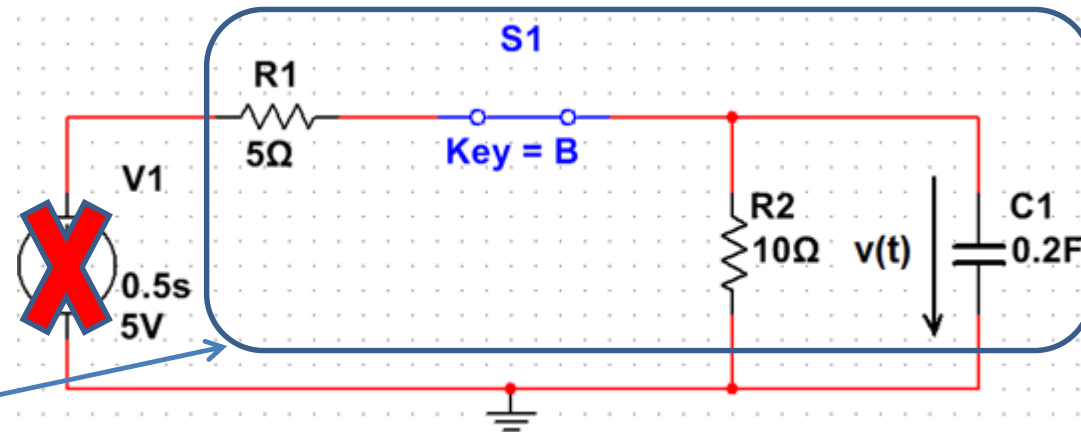 S1
R1
5Ω
Key = B
V1
0.5s
5V
R2
10Ω
v(t)
C1
0.2F